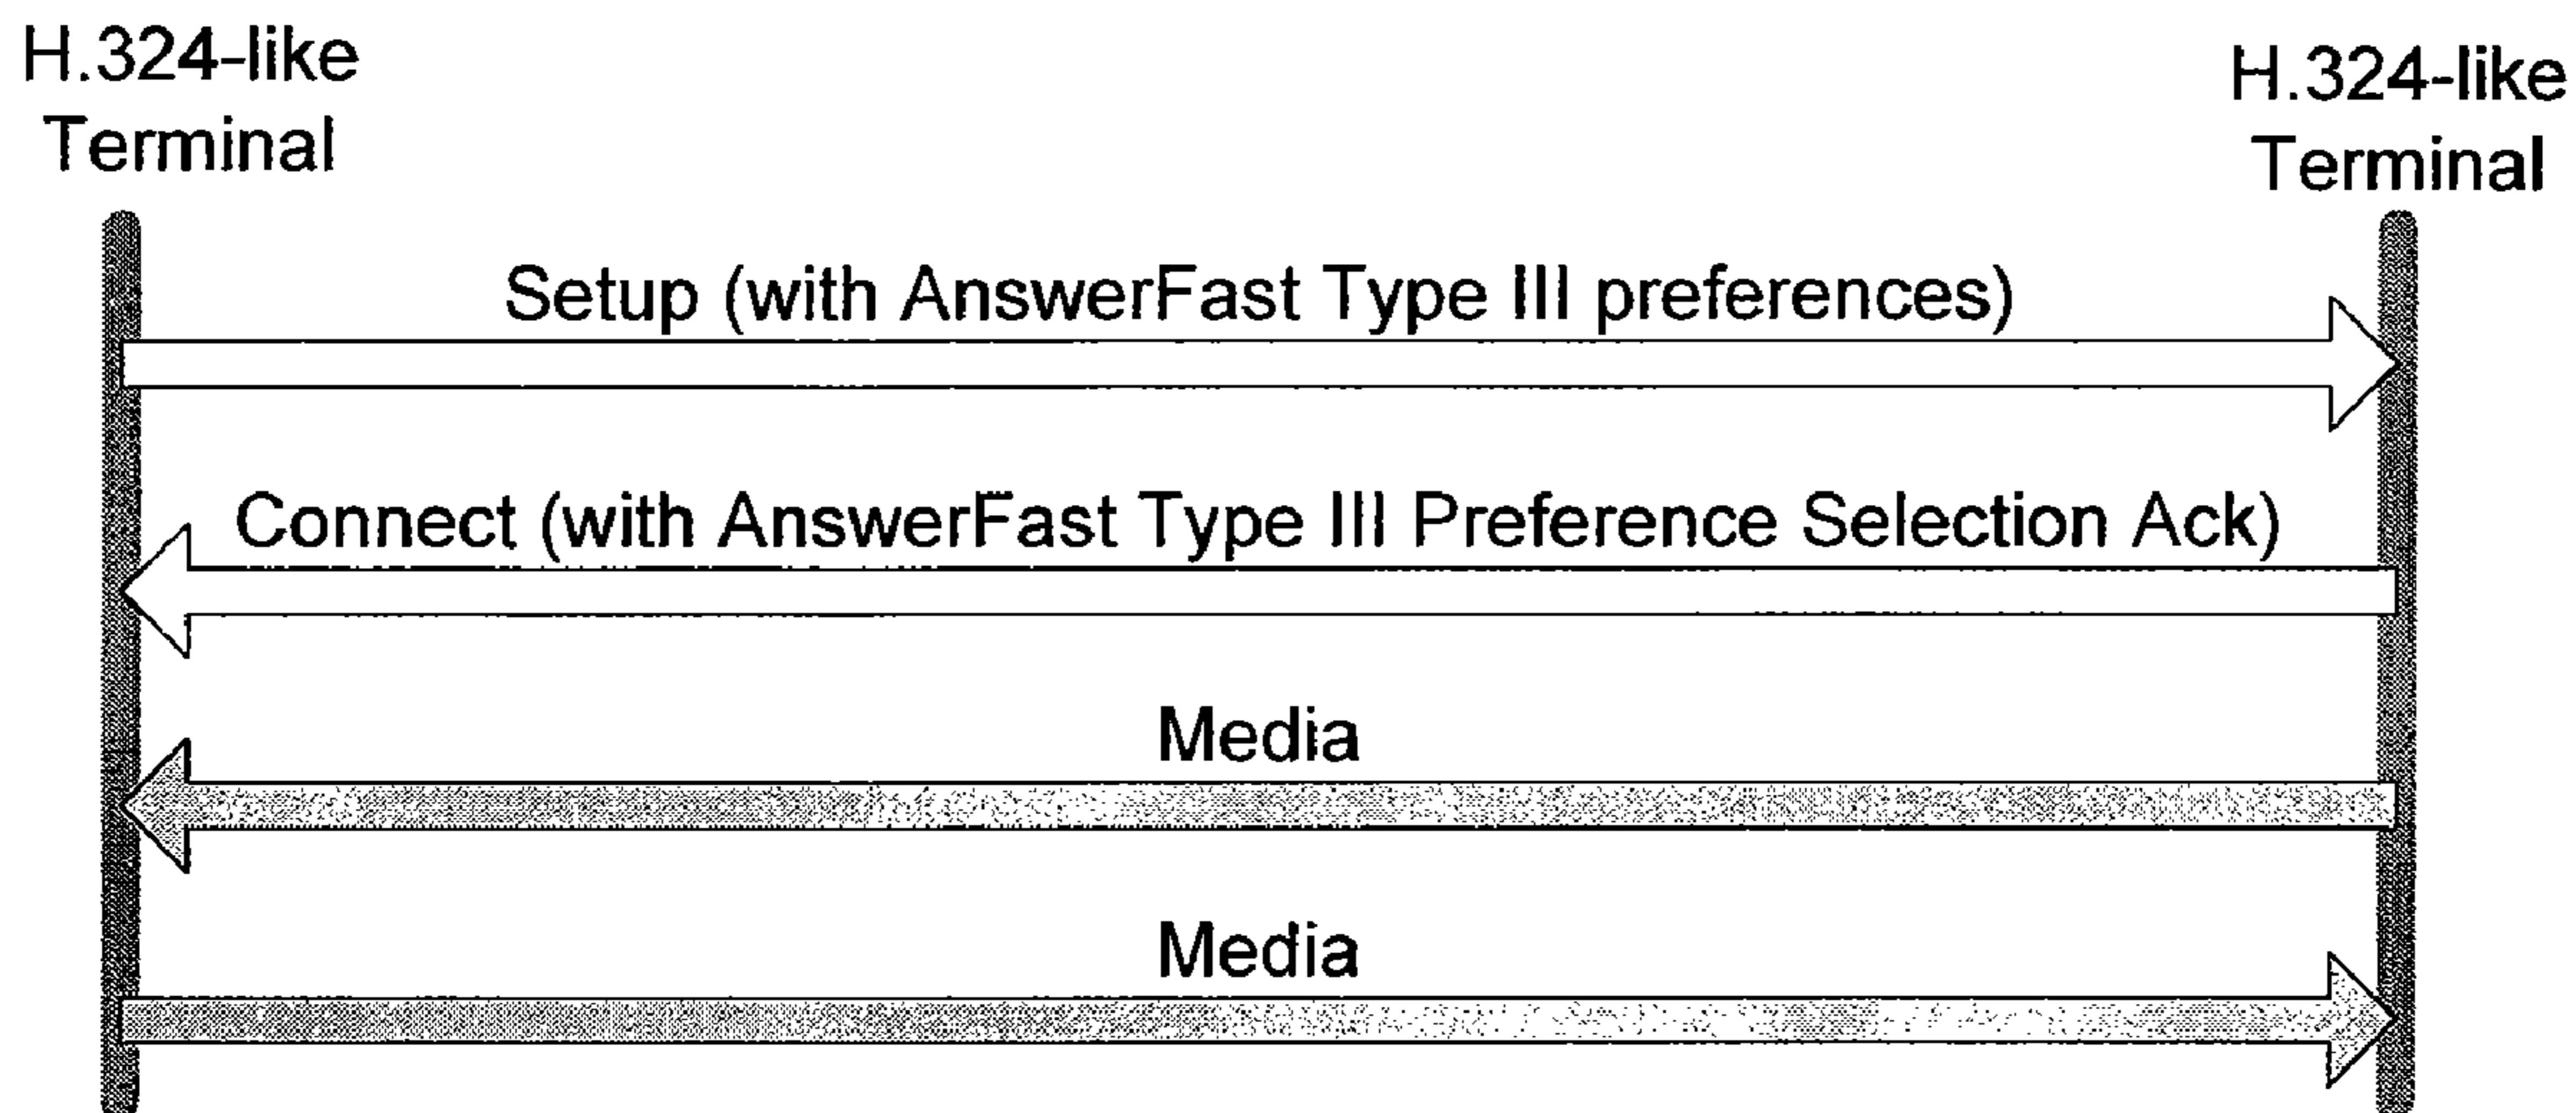 H.324-like
Terminal
H.324-like
Terminal
Setup (with AnswerFast Type III preferences)
Connect (with AnswerFast Type III Preference Selection Ack)
Media
Media